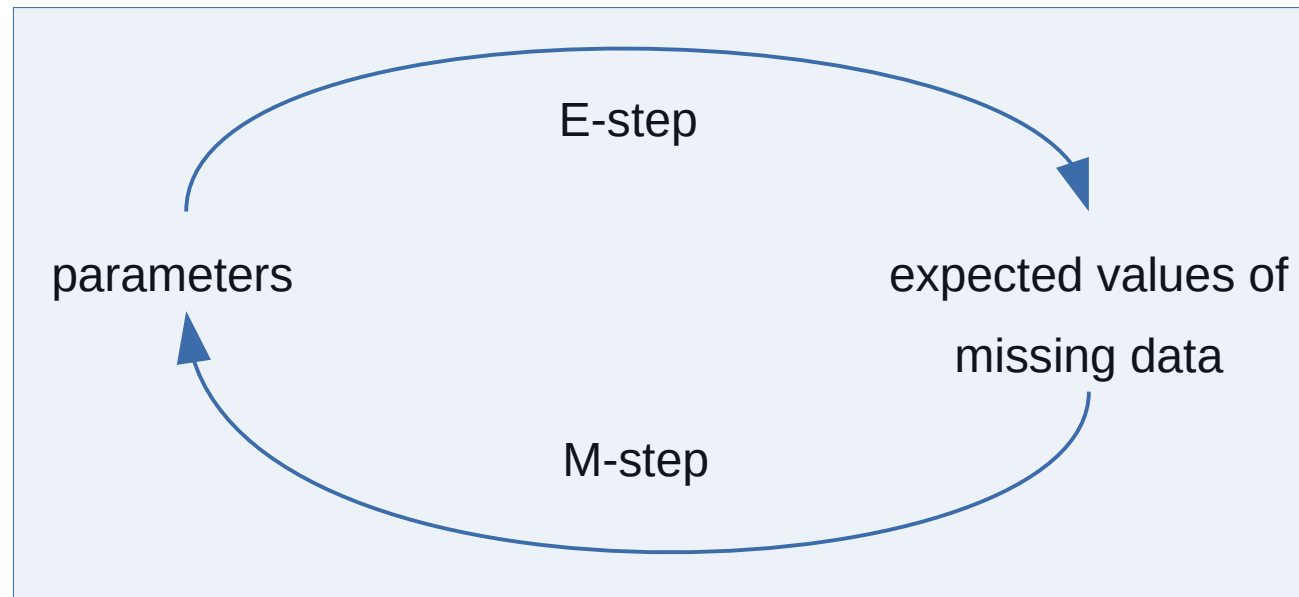 E-step
parameters
expected values of
missing data
M-step